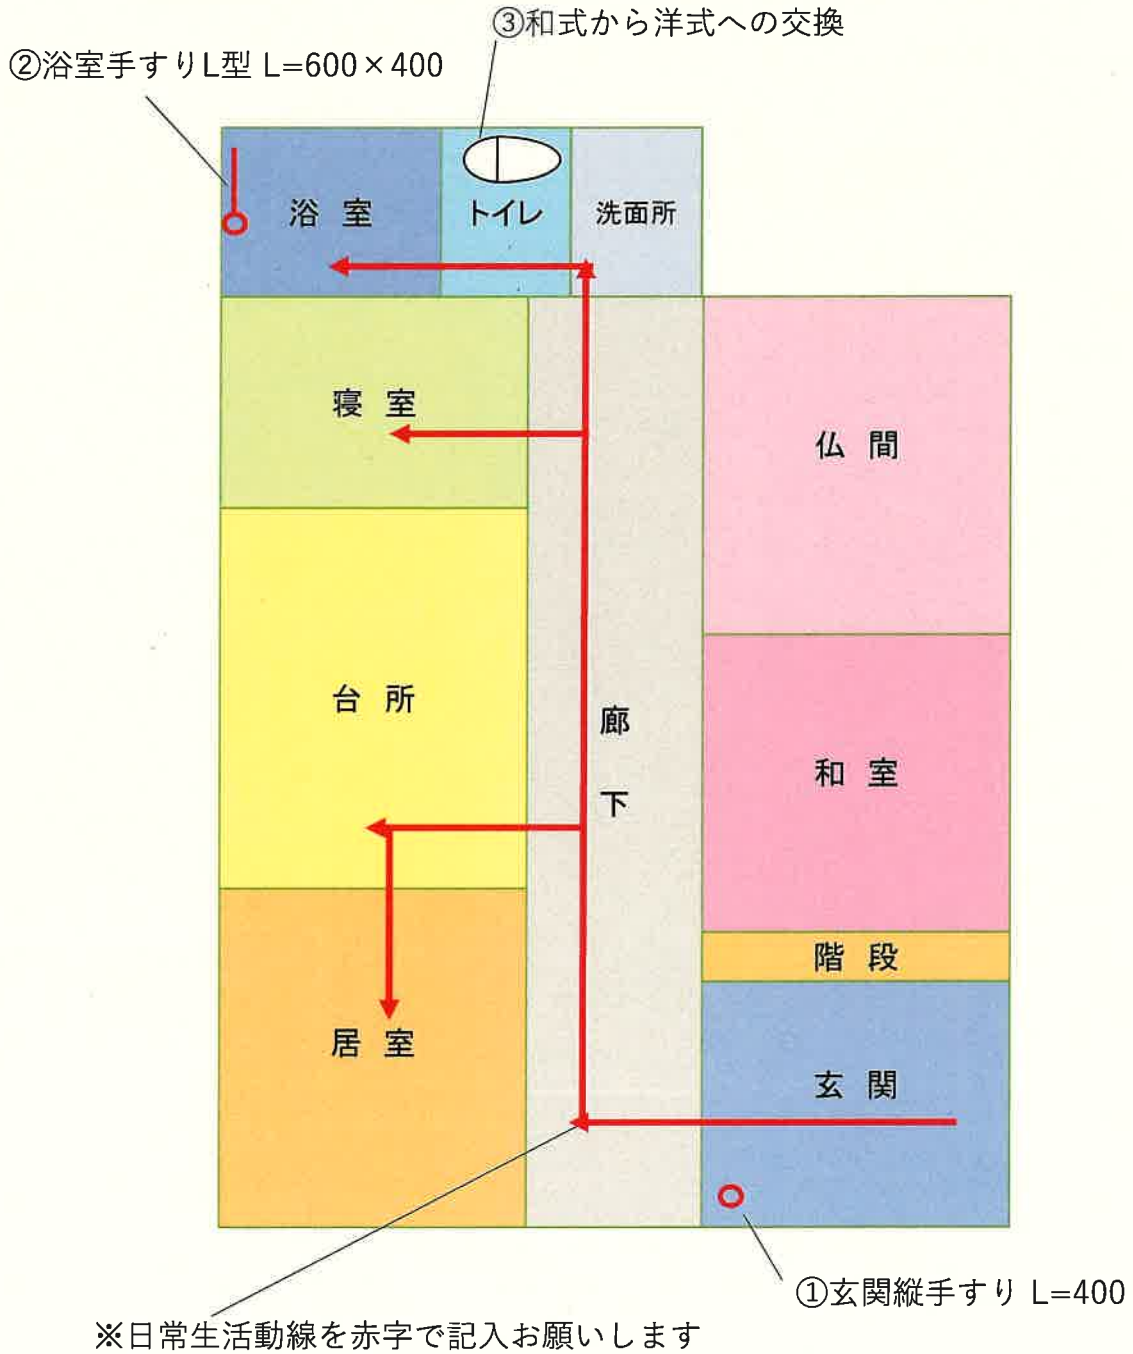 ③和式から洋式への交換
②浴室手すりL型 L=600×400
浴 室
トイレ
洗面所
寝 室
仏 間
台 所
廊
下
和 室
階 段
居 室
玄 関
①玄関縦手すり L=400
※日常生活動線を赤字で記入お願いします